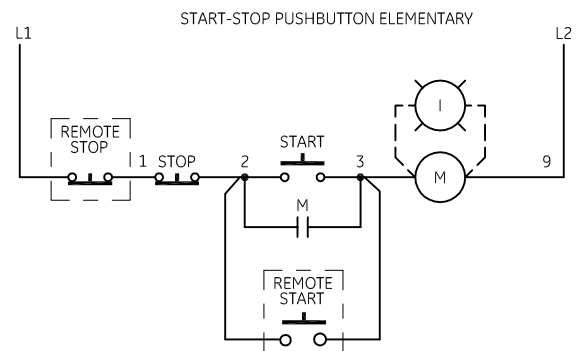 START-STOP PUSHBUTTON ELEMENTARY
L1
L2
REMOTE
STOP
1
STOP
2
START
3
I
M
9
M
REMOTE
START